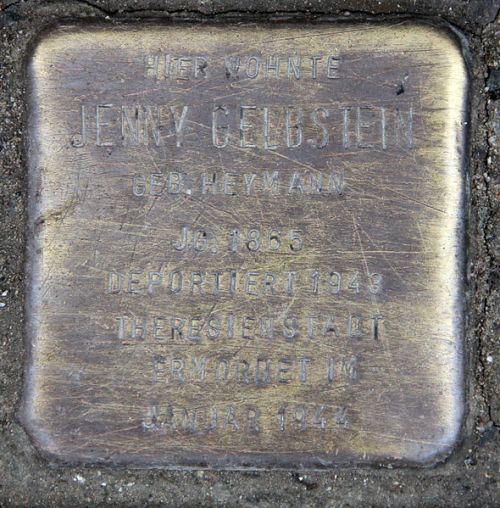 HIER WOHNTE
JENNY GELBSTEIN
GEB. HEYMANN
JG. 1865
DEPORTIERT 1943
THERESIENSTADT
ERMORDET IM
JANUAR 1944